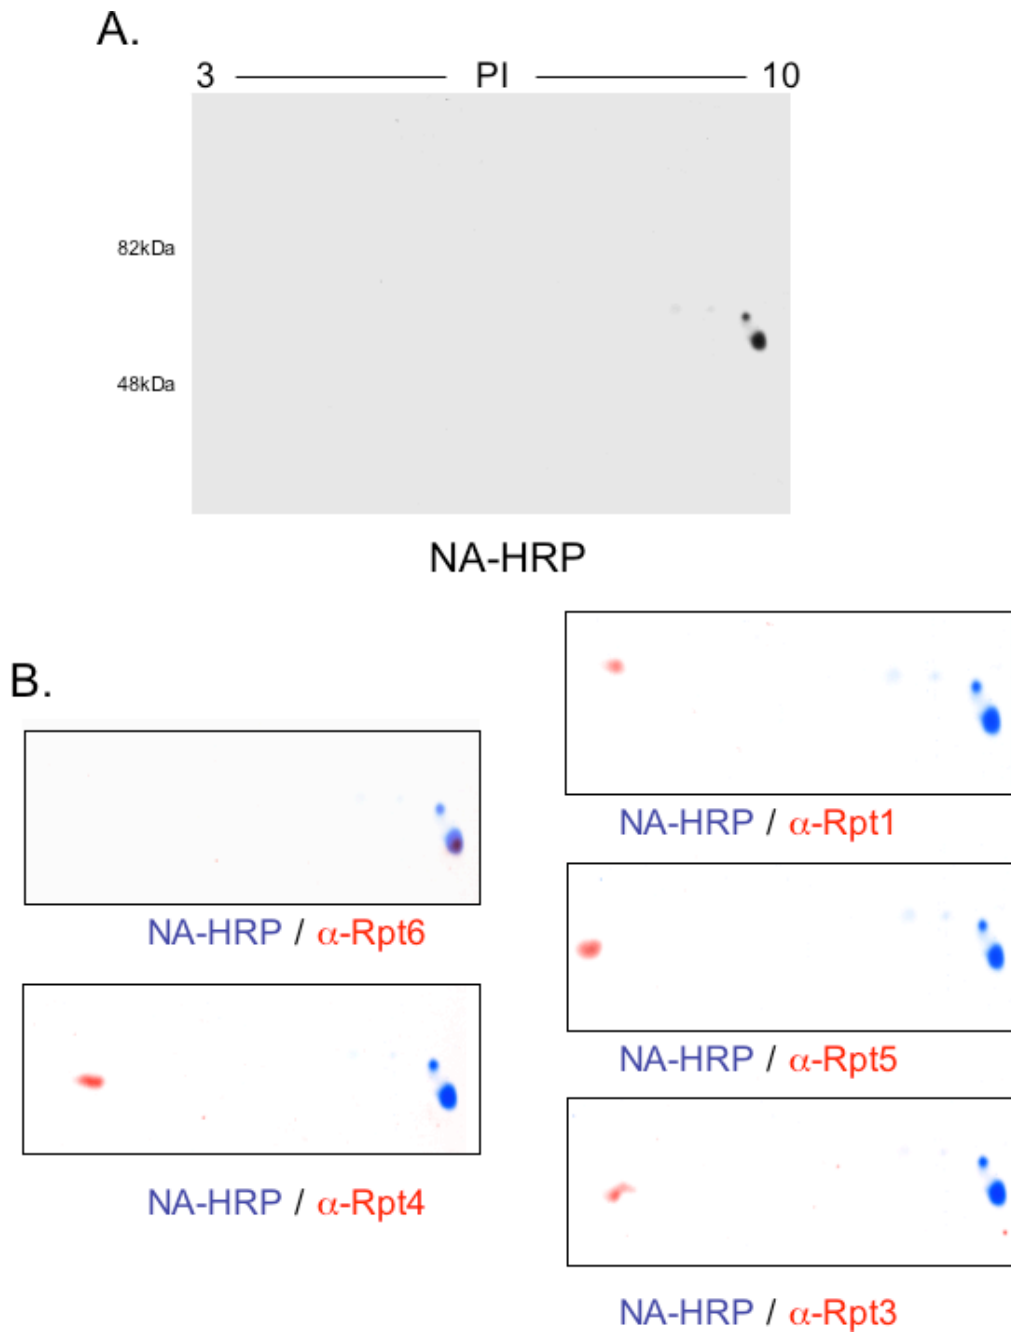 A.
3 PI 10
82kDa
48kDa
NA-HRP
B.
NA-HRP / α-Rpt6
NA-HRP / α-Rpt4
NA-HRP / α-Rpt1
NA-HRP / α-Rpt5
NA-HRP / α-Rpt3